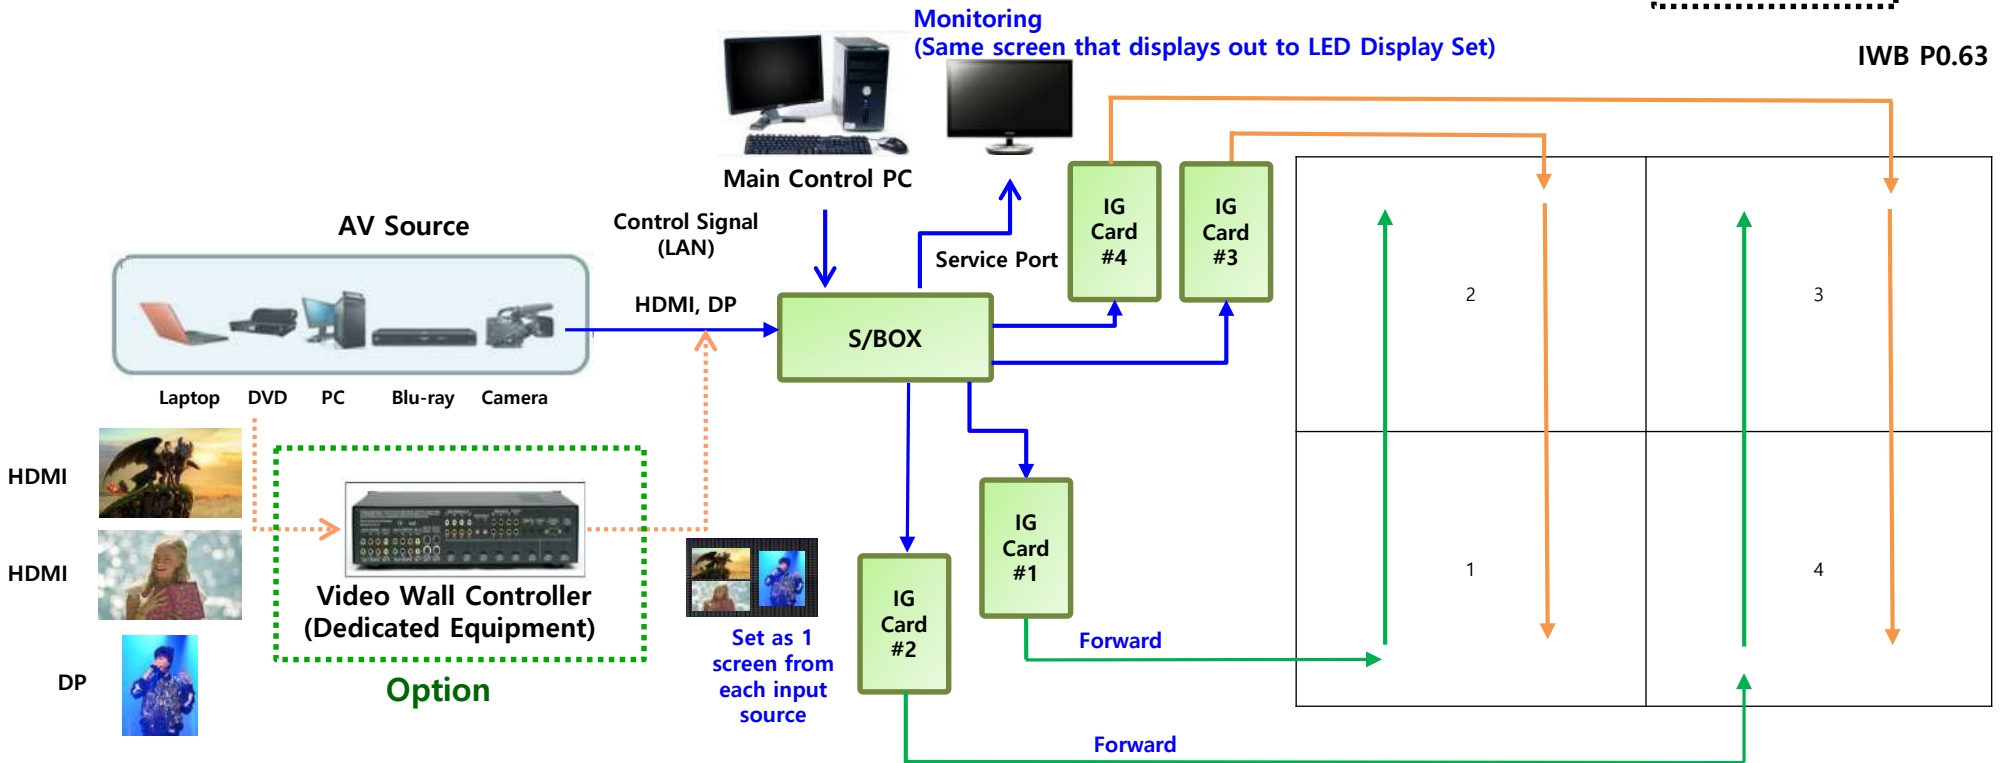 Monitoring
(Same screen that displays out to LED Display Set)
IWB P0.63
Main Control PC
AV Source
Control Signal
(LAN)
HDMI, DP
Service Port
IG
Card
#4
IG
Card
#3
S/BOX
Laptop
DVD
PC
Blu-ray
Camera
HDMI
HDMI
DP
Video Wall Controller
(Dedicated Equipment)
Option
Set as 1
screen from
each input
source
IG
Card
#2
IG
Card
#1
Forward
Forward
2
3
1
4